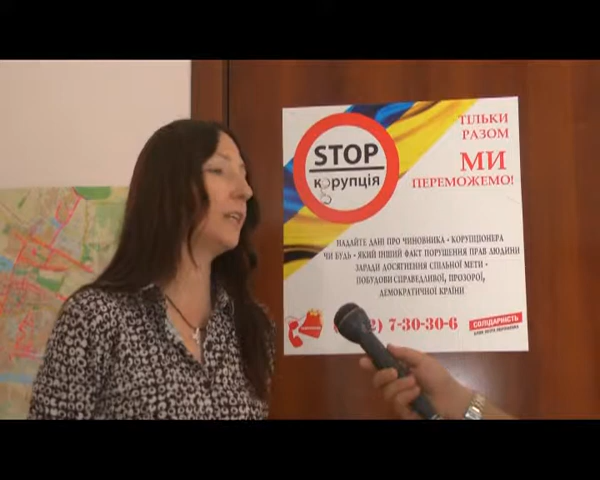 STOP
корупція
ТІЛЬКИ
РАЗОМ
МИ
ПЕРЕМОЖЕМО!
НАДАЙТЕ ДАНІ ПРО ЧИНОВНИКА - КОРУПЦІОНЕРА
ЧИ БУДЬ - ЯКИЙ ІНШИЙ ФАКТ ПОРУШЕННЯ ПРАВ ЛЮДИНИ
ЗАРАДИ ДОСЯГНЕННЯ СПІЛЬНОЇ МЕТИ -
ПОБУДОВИ СПРАВЕДЛИВОЇ, ПРОЗОРОЇ,
ДЕМОКРАТИЧНОЇ КРАЇНИ
2) 7-30-30-6
СОЛІДАРНІСТЬ